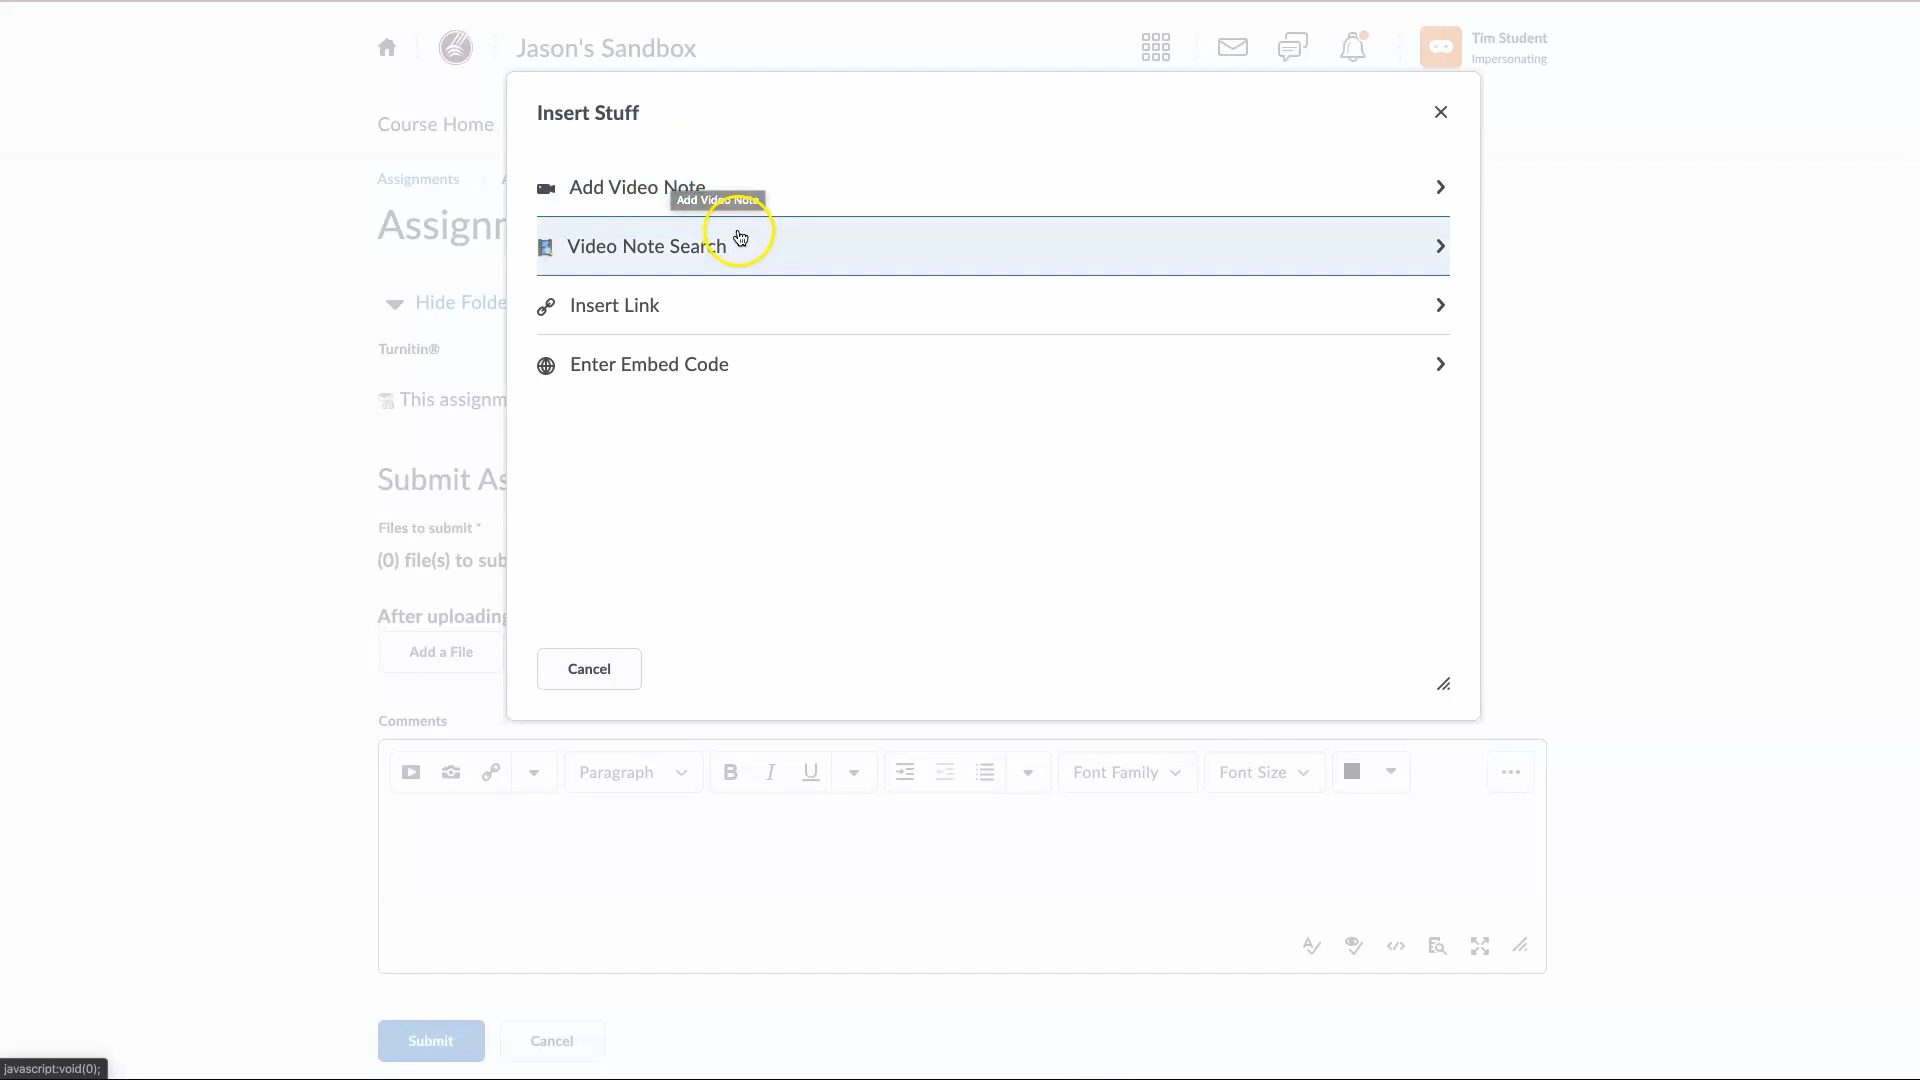 Jason's Sandbox
Tim Student
Impersonating
Insert Stuff
Course Home
Assignments
Add Video Note
Add Video Note
Video Note Search
Hide Folde
Insert Link
Turnitin®
Enter Embed Code
This assignm
Submit As
Files to submit *
(0) file(s) to sub
After uploading
Add a File
Cancel
Comments
Paragraph
B
I
U
Font Family
Font Size
Submit
Cancel
javascript:void(0);